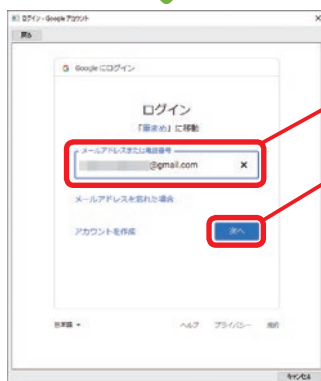 ログイン - Google アカウント
戻る
Google にログイン
ログイン
「筆まめ」に移動
メールアドレスまたは電話番号
@gmail.com ×
メールアドレスを忘れた場合
アカウントを作成 次へ
日本語 ヘルプ プライバシー 規約
キャンセル